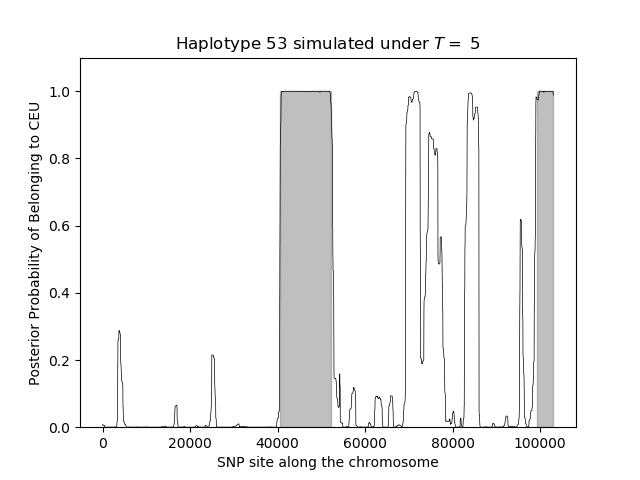 Haplotype 53 simulated under T = 5
Posterior Probability of Belonging to CEU
1.0
0.8
0.6
0.4
0.2
0.0
0 20000 40000 60000 80000 100000
SNP site along the chromosome